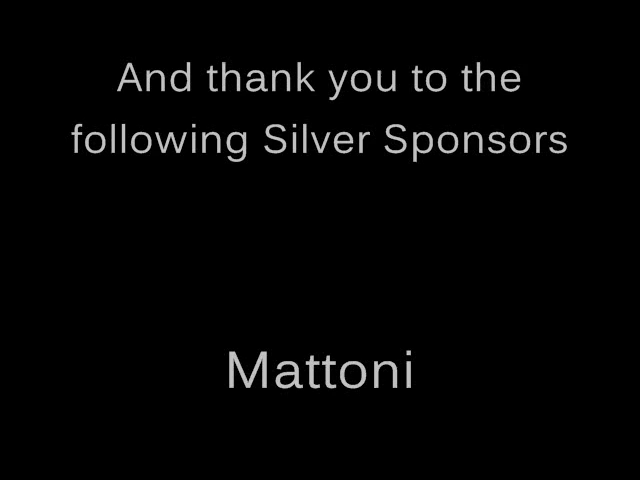 And thank you to the
following Silver Sponsors
Mattoni